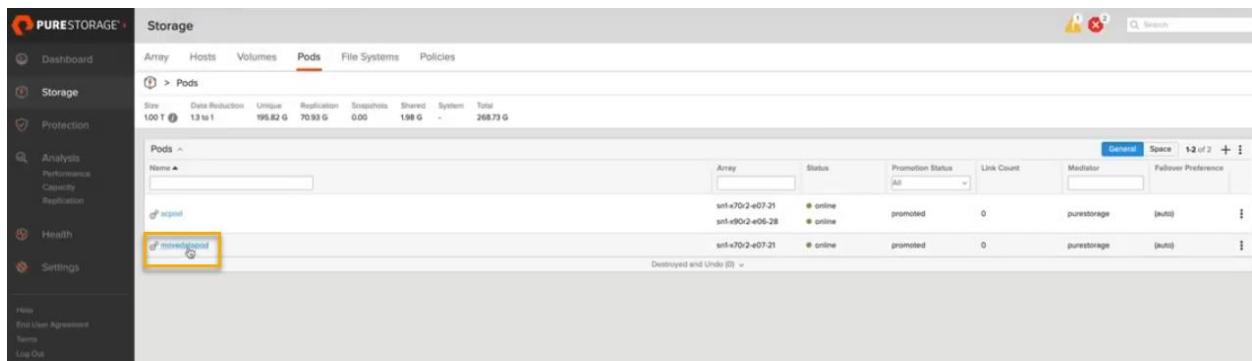 PURESTORAGE
Storage
2
Search
Dashboard
Storage
Protection
Analysis
Performance
Capacity
Replication
Health
Settings
Help
End User Agreement
Terms
Log Out
Array Hosts Volumes Pods File Systems Policies
> Pods
Size Data Reduction Unique Replication Snapshots Shared System Total
1.00 T 1.3 to 1 195.82 G 70.93 G 0.00 1.98 G - 268.73 G
Pods
General Space 1-2 of 2
Name Array Status Promotion Status Link Count Mediator Failover Preference
All
acpod sn1-x70r2-e07-21 online promoted 0 purestorage (auto)
sn1-x90r2-e06-28 online
movedatapod sn1-x70r2-e07-21 online promoted 0 purestorage (auto)
Destroyed and Undo (0)